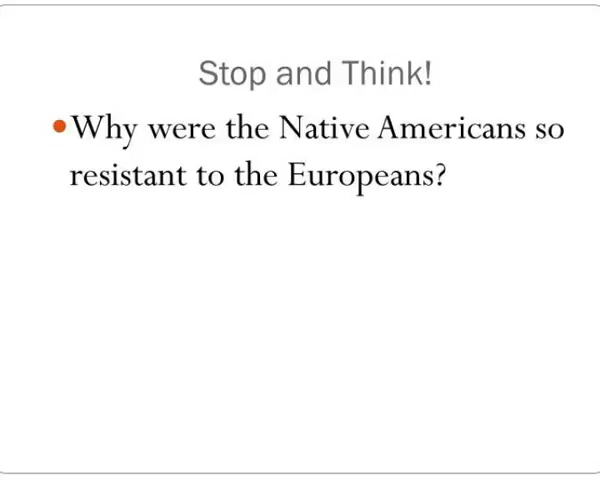 Stop and Think!
•Why were the Native Americans so
resistant to the Europeans?